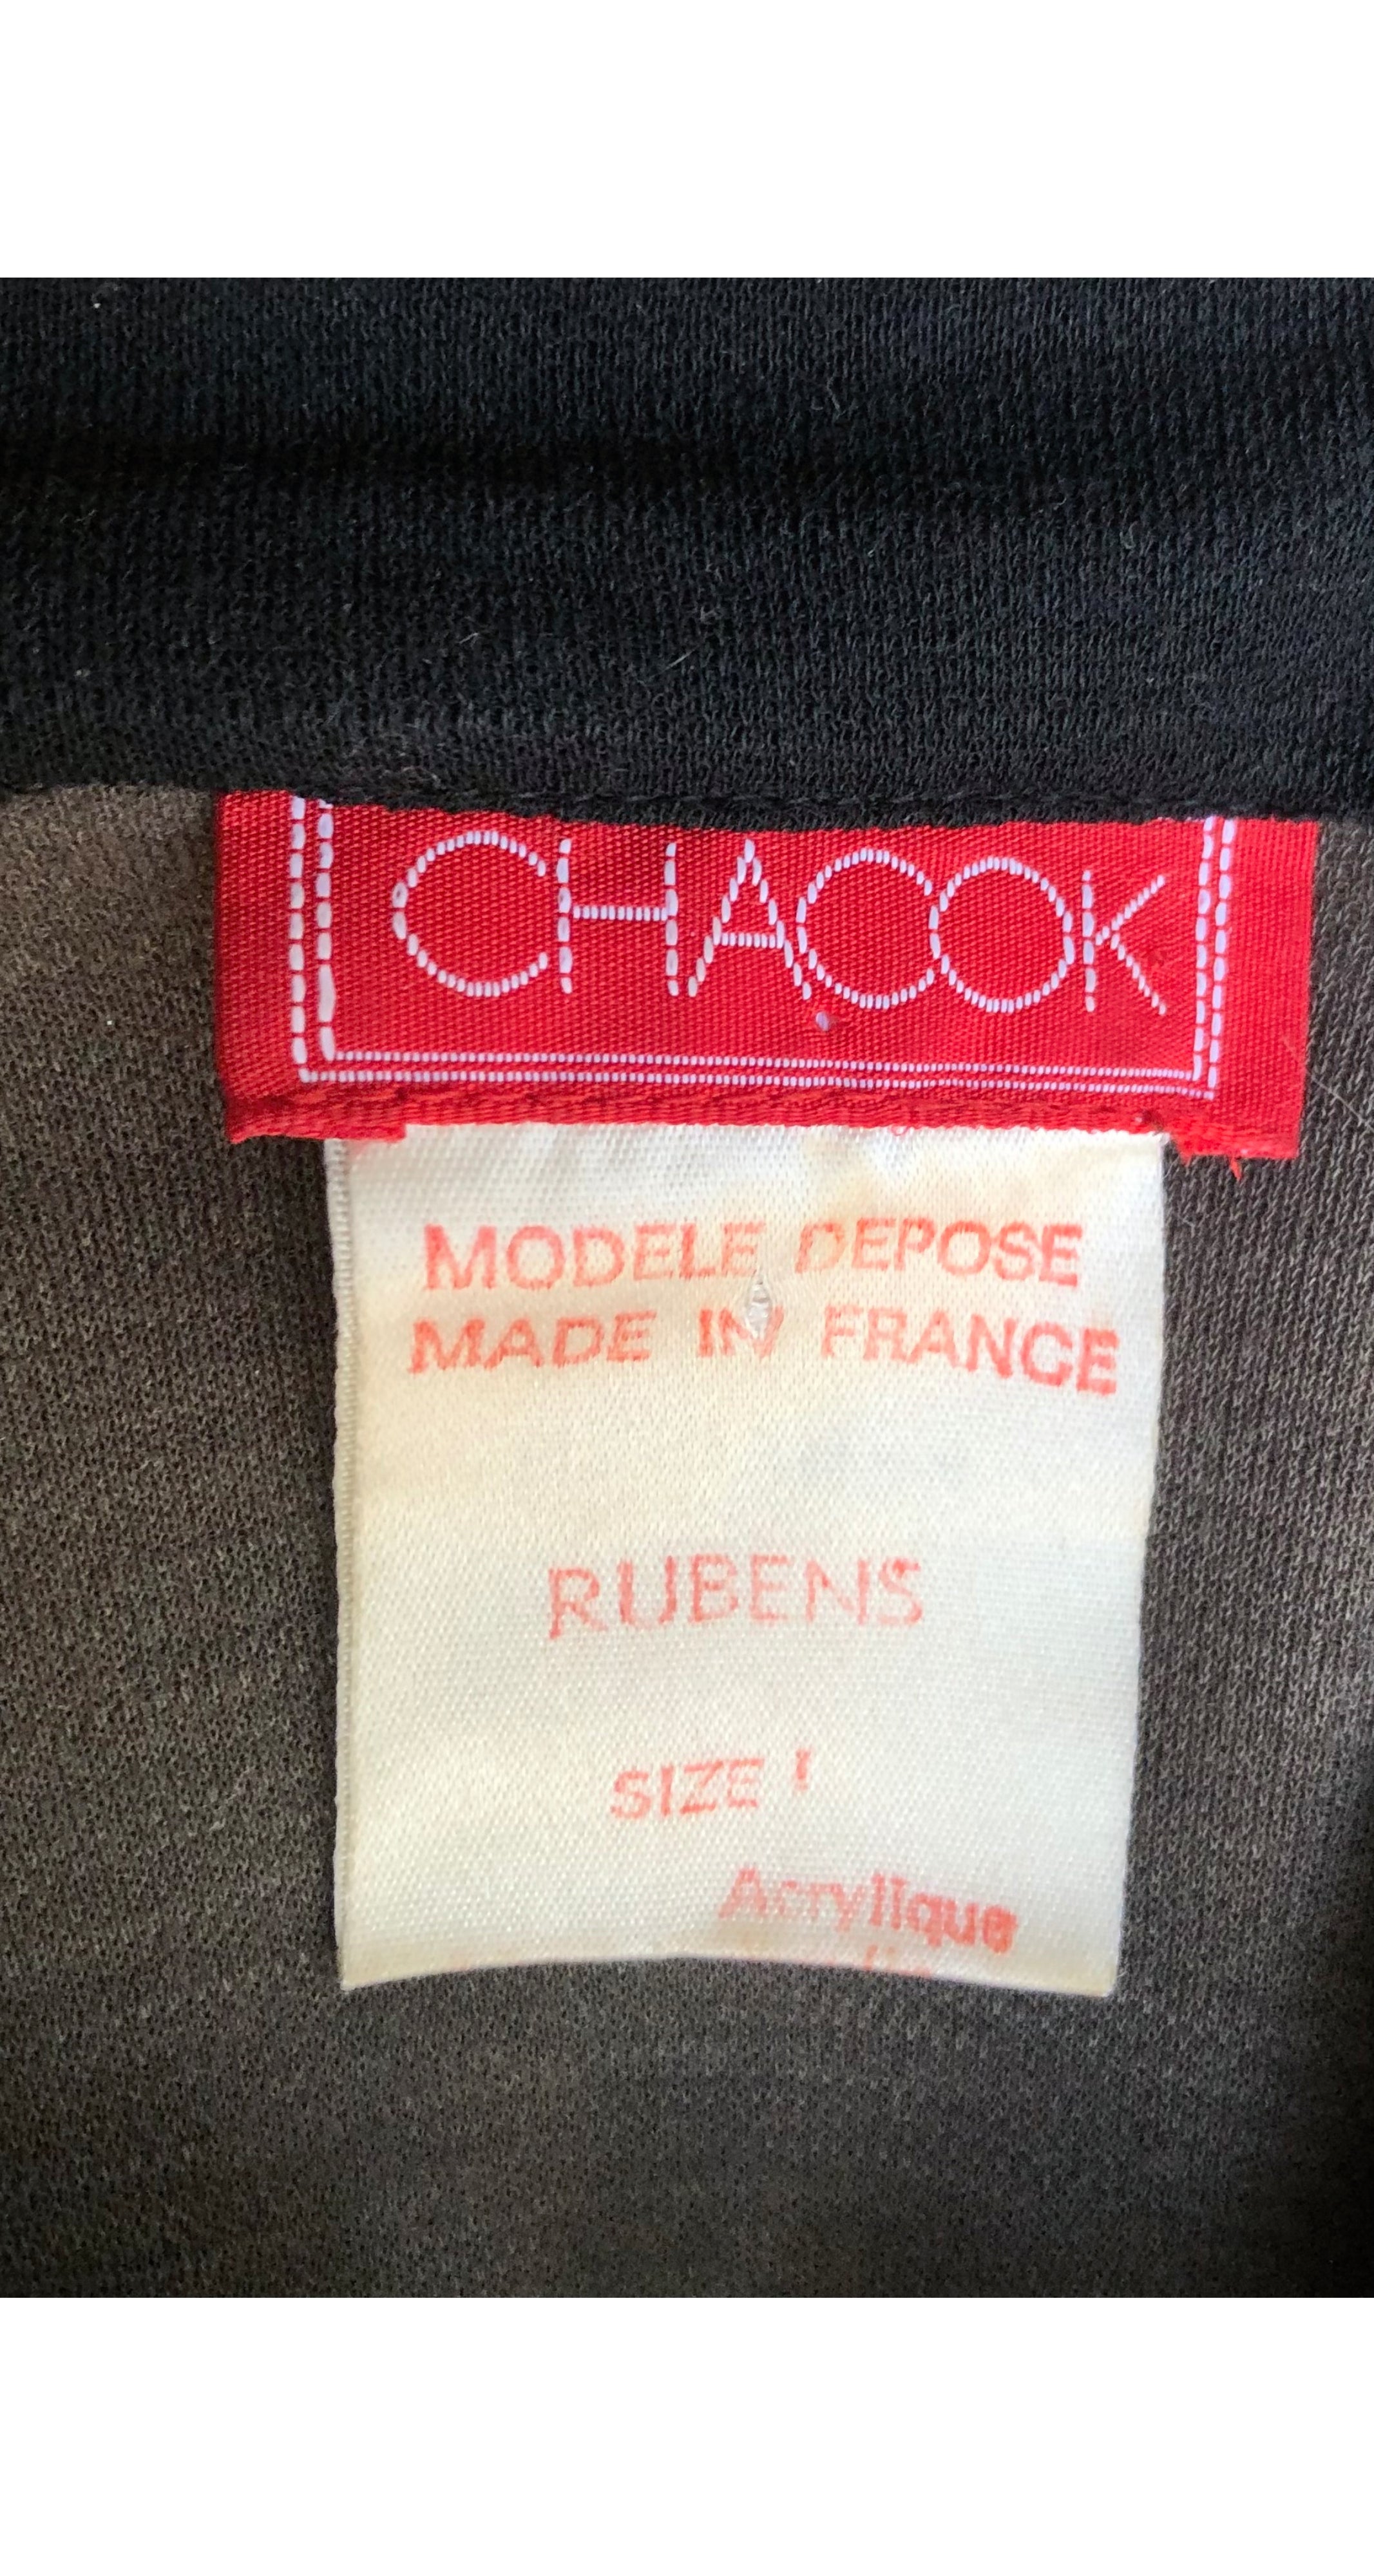 CHACOK
MODELE DEPOSE
MADE IN FRANCE
RUBENS
SIZE 1
Acrylique